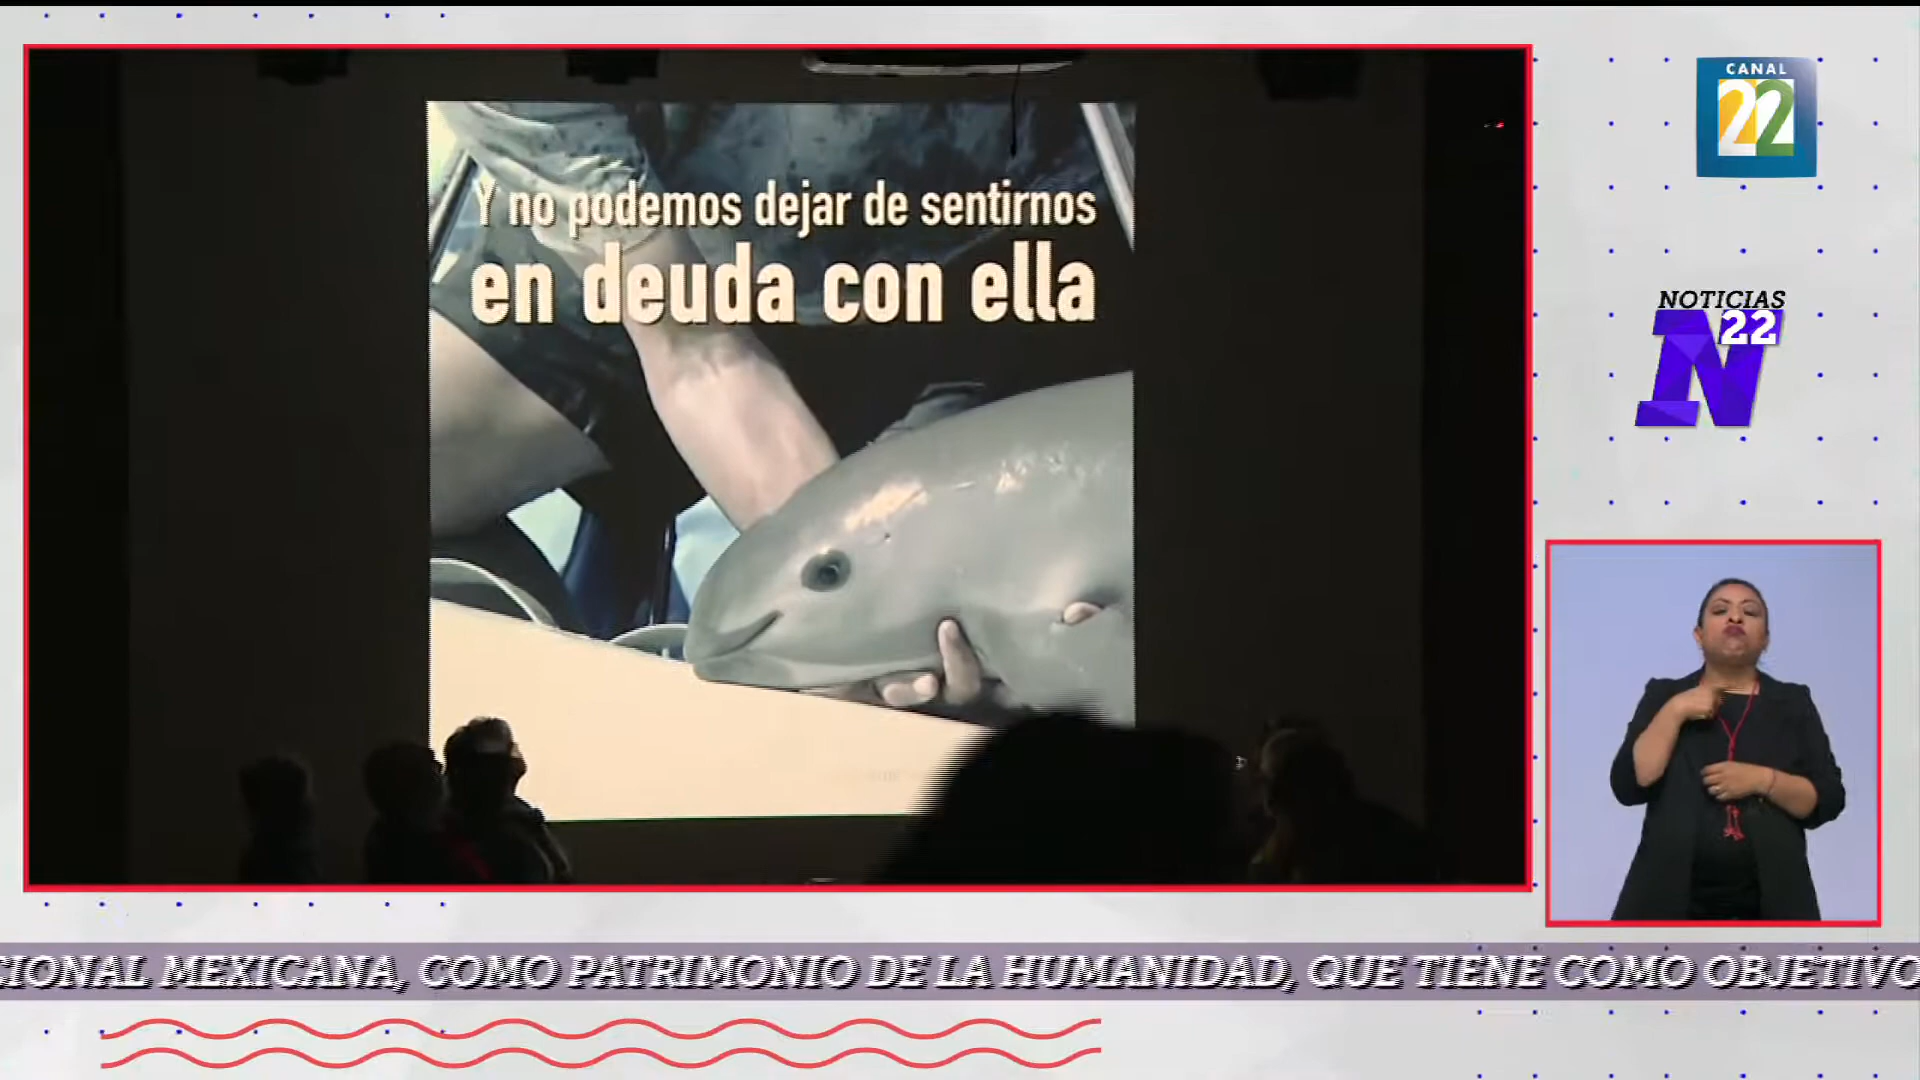 Y no podemos dejar de sentirnos
en deuda con ella
CANAL
22
NOTICIAS
N22
CIONAL MEXICANA, COMO PATRIMONIO DE LA HUMANIDAD, QUE TIENE COMO OBJETIVO